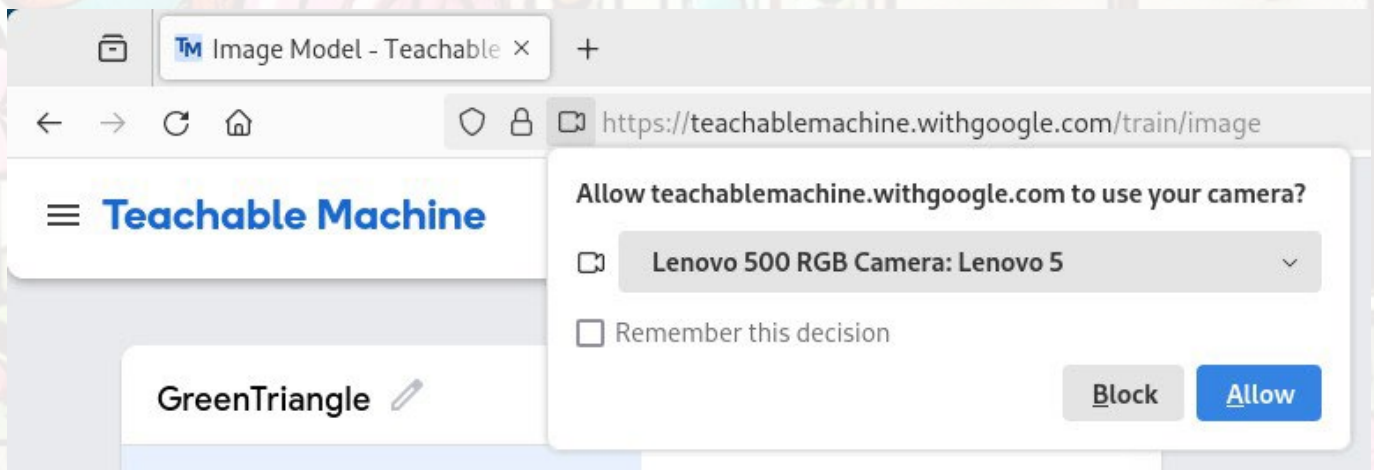 TM Image Model - Teachable
https://teachablemachine.withgoogle.com/train/image
Allow teachablemachine.withgoogle.com to use your camera?
Teachable Machine
Lenovo 500 RGB Camera: Lenovo 5
Remember this decision
GreenTriangle
Block Allow